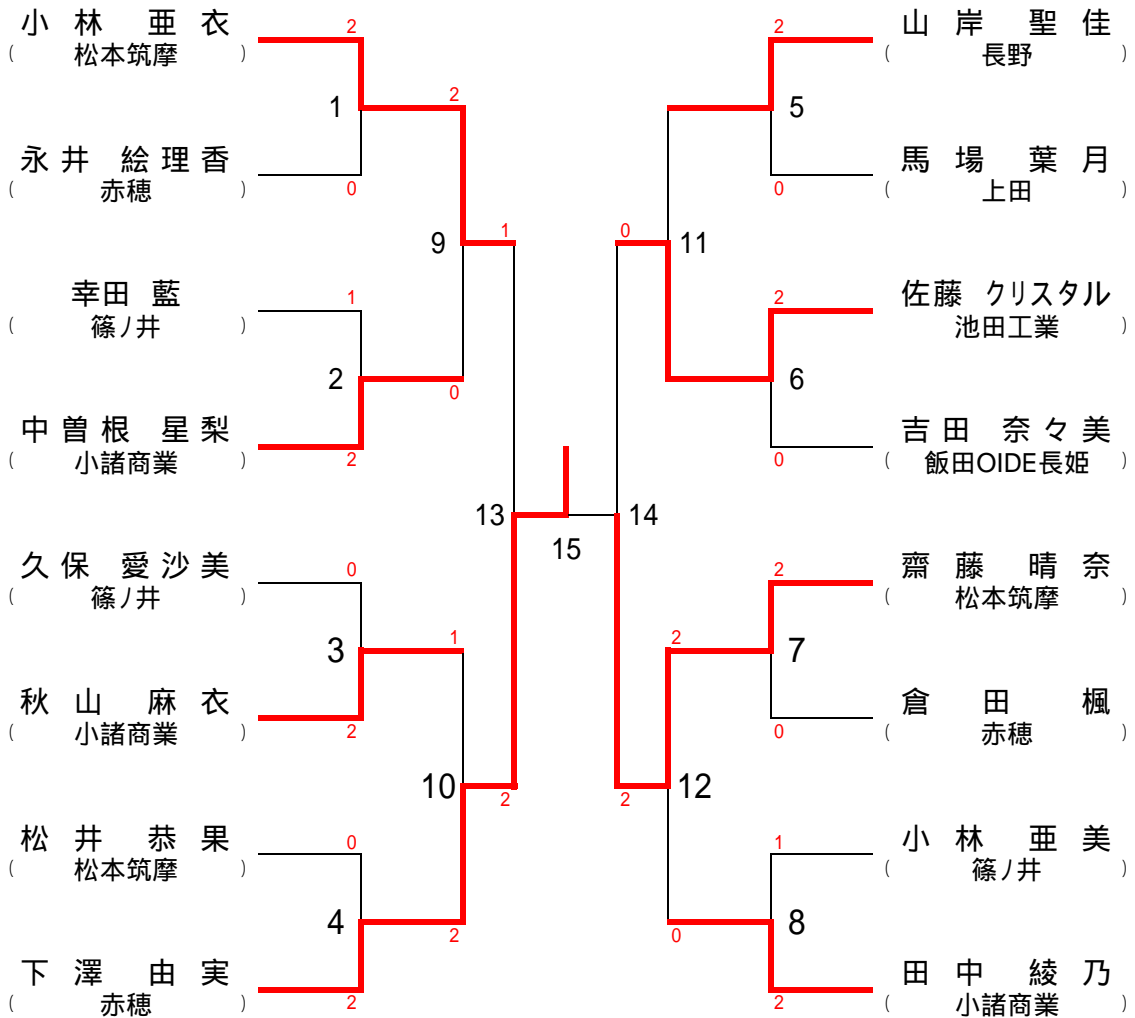 小林 亜衣
( 松本筑摩 )
2
1
2
永井 絵理香
( 赤穂 )
0
9
1
幸田 藍
( 篠ノ井 )
1
2
0
中曽根 星梨
( 小諸商業 )
2
13
久保 愛沙美
( 篠ノ井 )
0
3
1
秋山 麻衣
( 小諸商業 )
2
10
2
松井 恭果
( 松本筑摩 )
0
4
2
下澤 由実
( 赤穂 )
2
15
山岸 聖佳
( 長野 )
2
5
馬場 葉月
( 上田 )
0
0
11
佐藤 クリスタル
( 池田工業 )
2
6
吉田 奈々美
( 飯田OIDE長姫 )
0
14
齋藤 晴奈
( 松本筑摩 )
2
2
7
倉田 楓
( 赤穂 )
0
2
12
小林 亜美
( 篠ノ井 )
1
8
0
田中 綾乃
( 小諸商業 )
2